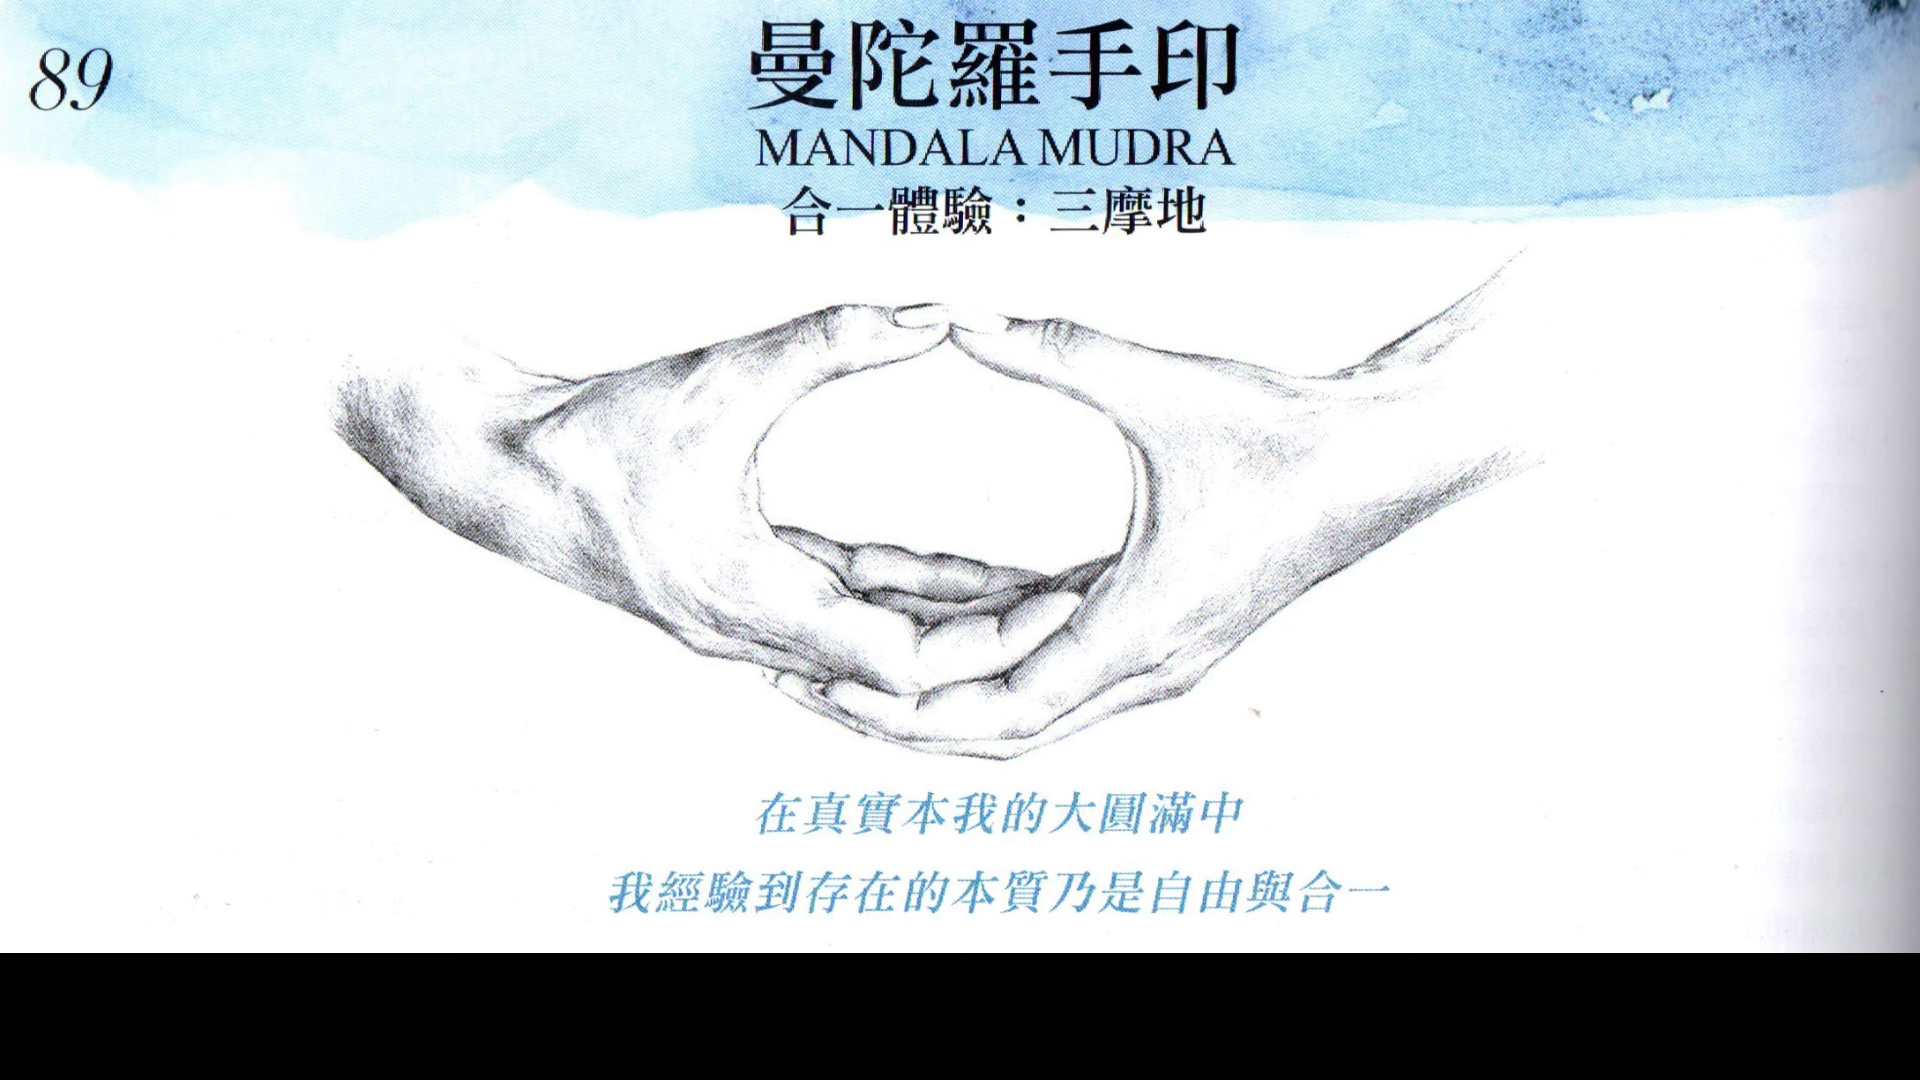 89
曼陀羅手印
MANDALA MUDRA
合一體驗：三摩地
在真實本我的大圓滿中
我經驗到存在的本質乃是自由與合一